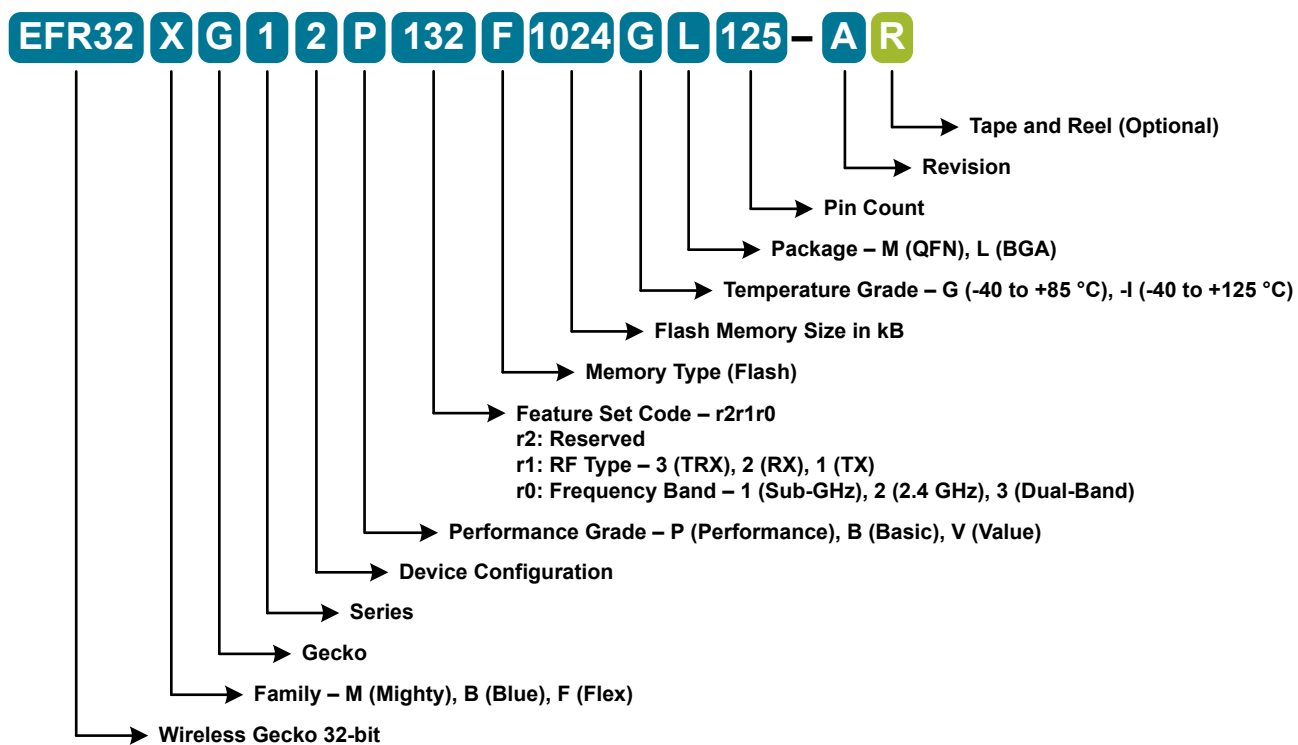 EFR32 X G 1 2 P 132 F 1024 G L 125 – A R
Tape and Reel (Optional)
Revision
Pin Count
Package – M (QFN), L (BGA)
Temperature Grade – G (-40 to +85 °C), -I (-40 to +125 °C)
Flash Memory Size in kB
Memory Type (Flash)
Feature Set Code – r2r1r0
r2: Reserved
r1: RF Type – 3 (TRX), 2 (RX), 1 (TX)
r0: Frequency Band – 1 (Sub-GHz), 2 (2.4 GHz), 3 (Dual-Band)
Performance Grade – P (Performance), B (Basic), V (Value)
Device Configuration
Series
Gecko
Family – M (Mighty), B (Blue), F (Flex)
Wireless Gecko 32-bit